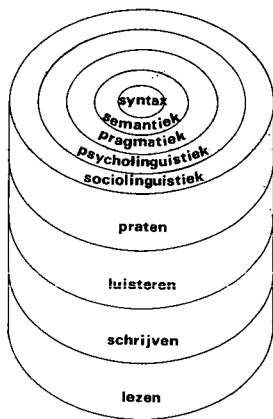 syntax
semantiek
pragmatiek
psycholinguistiek
sociolinguistiek
praten
luisteren
schrijven
lezen